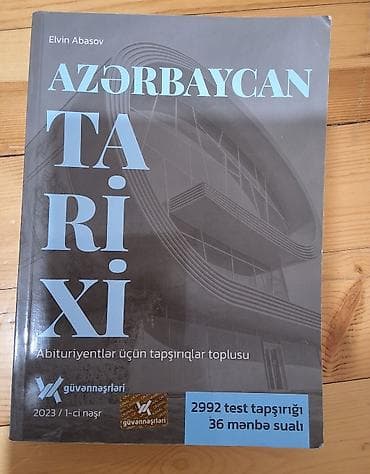 Elvin Abasov
AZƏRBAYCAN
TA
Rİ
Xİ
Abituriyentlər üçün tapşırıqlar toplusu
güvənnəşrləri
2023 / 1-ci nəşr
güvənnəşrləri
2992 test tapşırığı
36 mənbə sualı